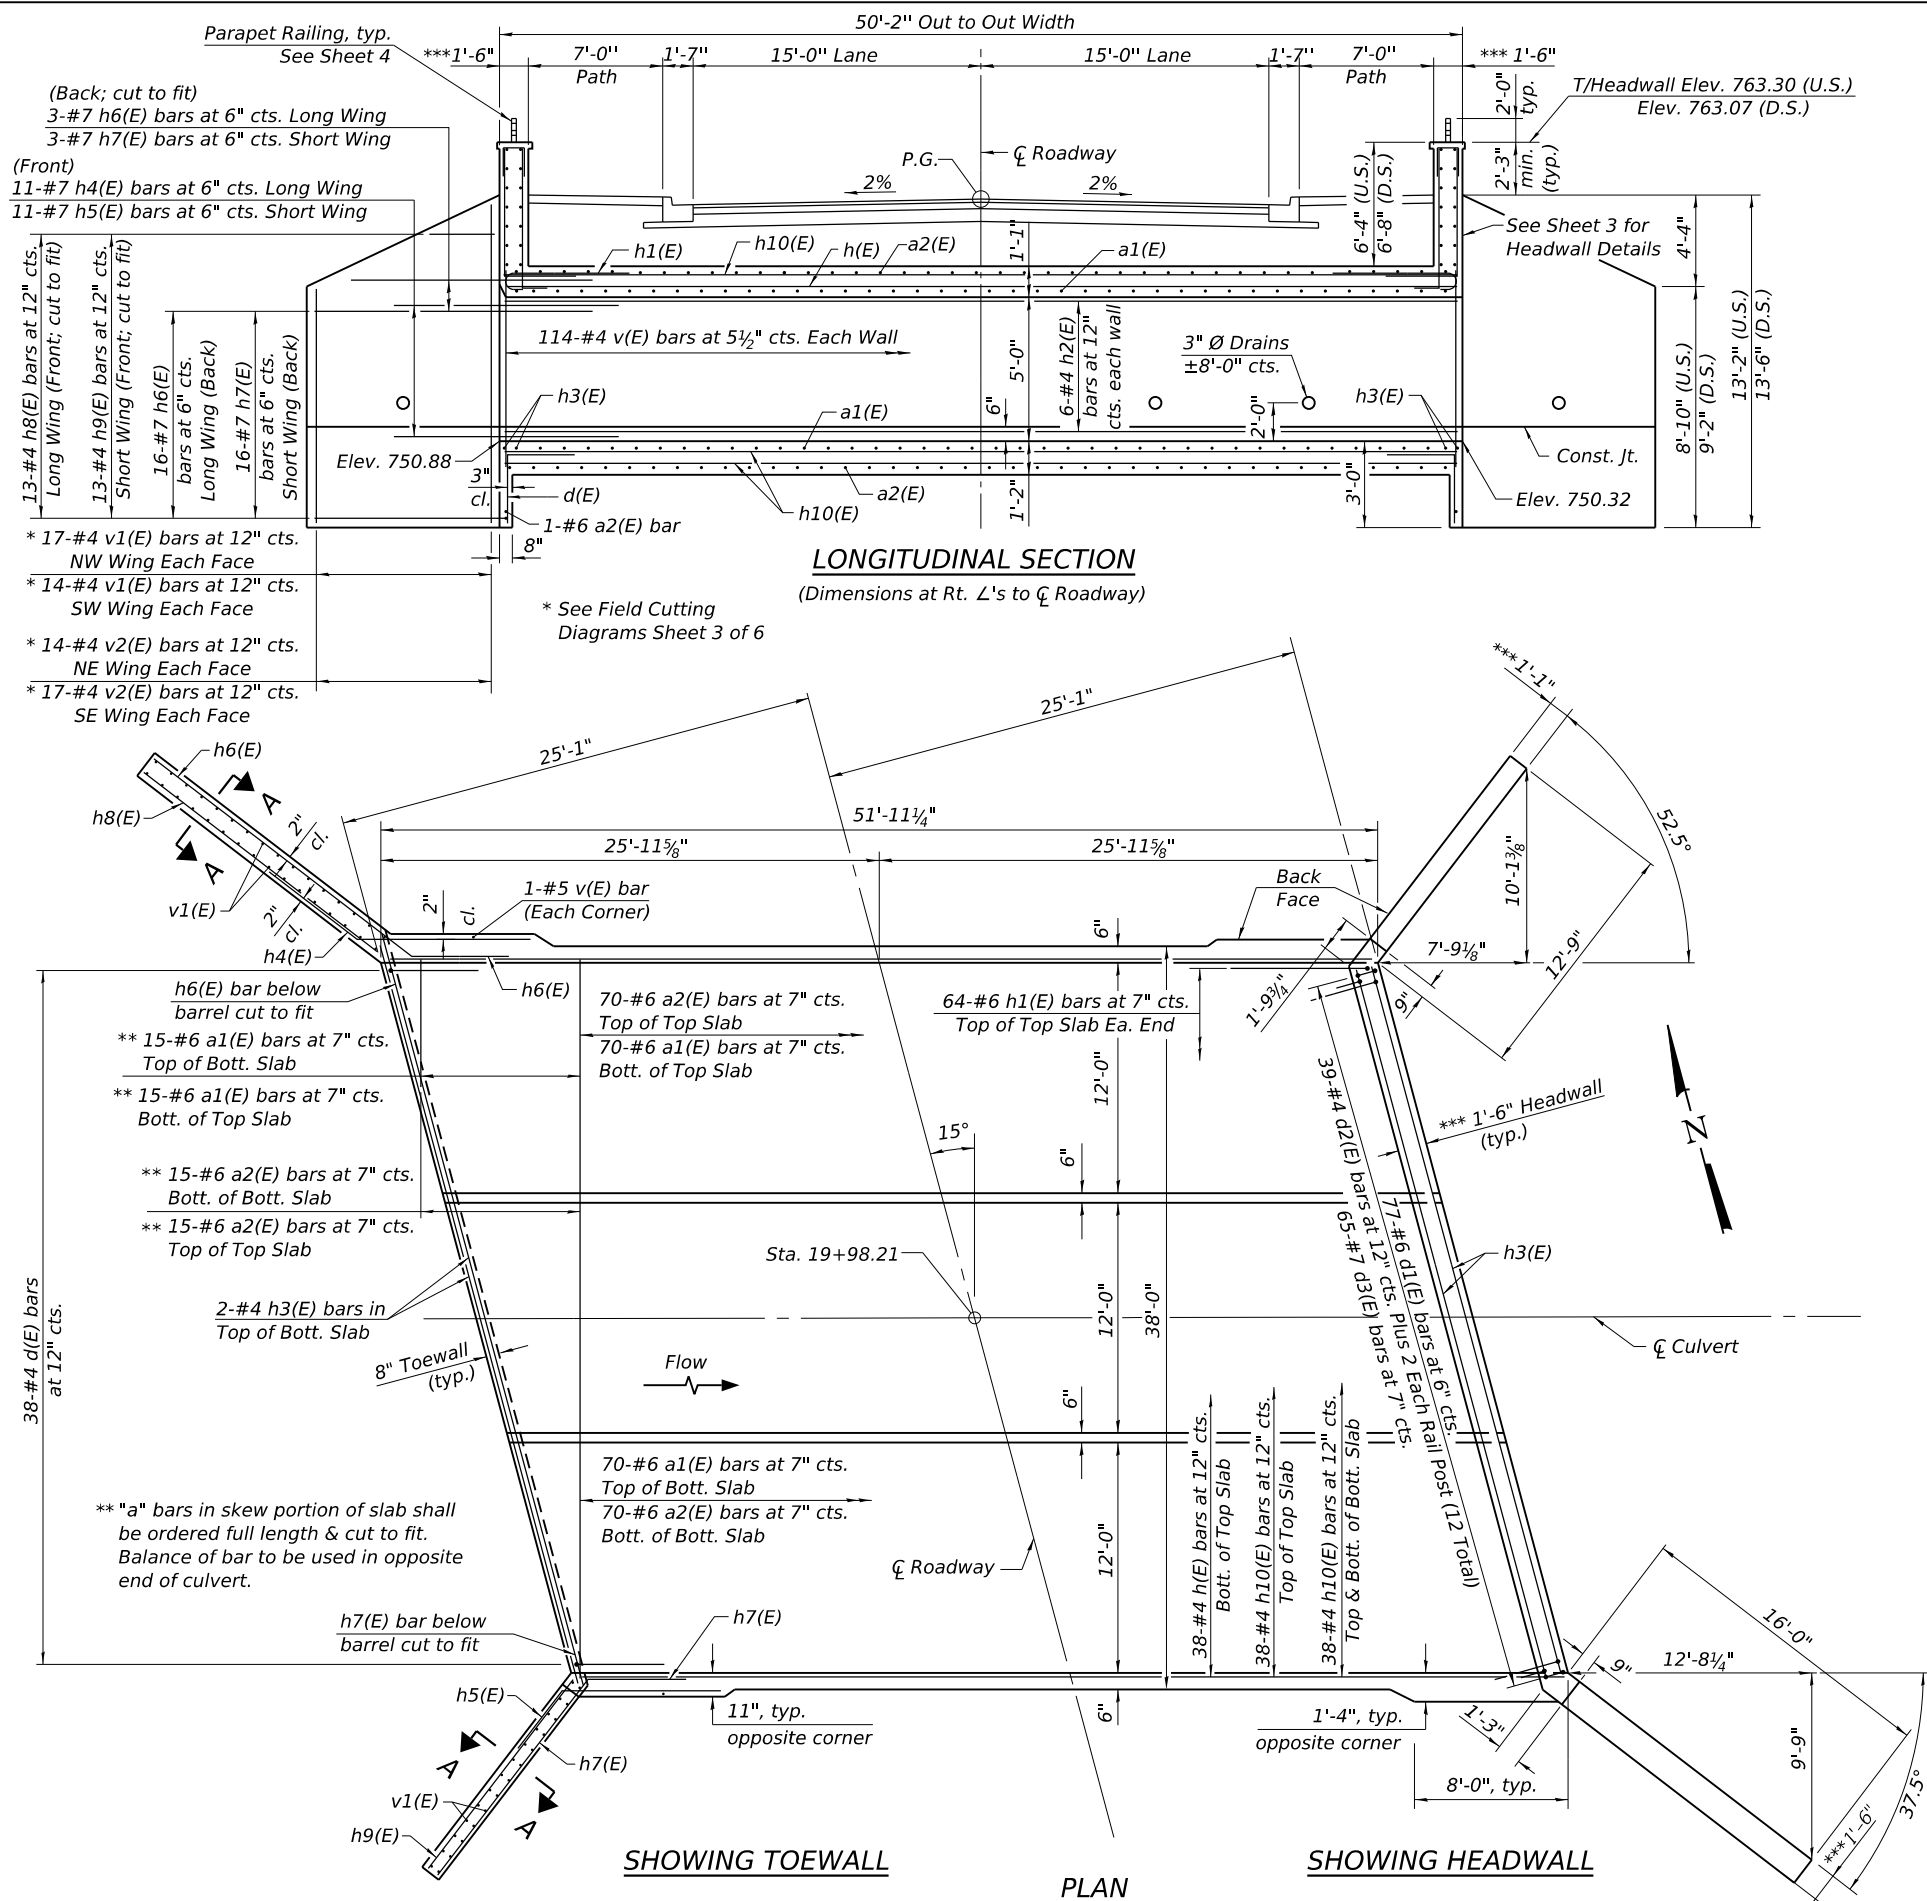 50'-2" Out to Out Width
Parapet Railing, typ.
See Sheet 4
***1'-6"
7'-0"
Path
1'-7"
15'-0" Lane
15'-0" Lane
1'-7"
7'-0"
Path
*** 1'-6"
2'-0"
typ.
T/Headwall Elev. 763.30 (U.S.)
Elev. 763.07 (D.S.)
(Back; cut to fit)
3-#7 h6(E) bars at 6" cts. Long Wing
3-#7 h7(E) bars at 6" cts. Short Wing
(Front)
11-#7 h4(E) bars at 6" cts. Long Wing
11-#7 h5(E) bars at 6" cts. Short Wing
P.G.
℄ Roadway
2%
2%
6'-4" (U.S.)
6'-8" (D.S.)
2'-3"
min.
(typ.)
See Sheet 3 for
Headwall Details
h1(E)
h10(E)
h(E)
a2(E)
1'-1"
a1(E)
4'-4"
13-#4 h8(E) bars at 12" cts.
Long Wing (Front; cut to fit)
13-#4 h9(E) bars at 12" cts.
Short Wing (Front; cut to fit)
16-#7 h6(E)
bars at 6" cts.
Long Wing (Back)
16-#7 h7(E)
bars at 6" cts.
Short Wing (Back)
114-#4 v(E) bars at 5½" cts. Each Wall
5'-0"
6-#4 h2(E)
bars at 12"
cts. each wall
3" Ø Drains
±8'-0" cts.
h3(E)
a1(E)
6"
2'-0"
h3(E)
8'-10" (U.S.)
9'-2" (D.S.)
13'-2" (U.S.)
13'-6" (D.S.)
Elev. 750.88
3"
cl.
d(E)
1-#6 a2(E) bar
8"
h10(E)
a2(E)
1'-2"
3'-0"
Const. Jt.
Elev. 750.32
* 17-#4 v1(E) bars at 12" cts.
NW Wing Each Face
* 14-#4 v1(E) bars at 12" cts.
SW Wing Each Face
* 14-#4 v2(E) bars at 12" cts.
NE Wing Each Face
* 17-#4 v2(E) bars at 12" cts.
SE Wing Each Face
LONGITUDINAL SECTION
(Dimensions at Rt. ∠'s to ℄ Roadway)
* See Field Cutting
Diagrams Sheet 3 of 6
25'-1"
25'-1"
***1'-1"
52.5°
h6(E)
A
h8(E)
A
2"
cl.
v1(E)
2"
cl.
h4(E)
51'-11¼"
25'-11⅝"
25'-11⅝"
2"
cl.
1-#5 v(E) bar
(Each Corner)
6"
Back
Face
10'-1⅜"
7'-9⅛"
12'-9"
9"
1'-9¾"
h6(E) bar below
barrel cut to fit
h6(E)
70-#6 a2(E) bars at 7" cts.
Top of Top Slab
70-#6 a1(E) bars at 7" cts.
Bott. of Top Slab
64-#6 h1(E) bars at 7" cts.
Top of Top Slab Ea. End
** 15-#6 a1(E) bars at 7" cts.
Top of Bott. Slab
** 15-#6 a1(E) bars at 7" cts.
Bott. of Top Slab
12'-0"
*** 1'-6" Headwall
(typ.)
N
15°
6"
** 15-#6 a2(E) bars at 7" cts.
Bott. of Bott. Slab
** 15-#6 a2(E) bars at 7" cts.
Top of Top Slab
39-#4 d2(E) bars at 12" cts. Plus 2 Each Rail Post (12 Total)
77-#6 d1(E) bars at 6" cts.
65-#7 d3(E) bars at 7" cts.
38-#4 d(E) bars
at 12" cts.
Sta. 19+98.21
12'-0"
38'-0"
h3(E)
2-#4 h3(E) bars in
Top of Bott. Slab
8" Toewall
(typ.)
Flow
℄ Culvert
6"
70-#6 a1(E) bars at 7" cts.
Top of Bott. Slab
70-#6 a2(E) bars at 7" cts.
Bott. of Bott. Slab
** "a" bars in skew portion of slab shall
be ordered full length & cut to fit.
Balance of bar to be used in opposite
end of culvert.
℄ Roadway
12'-0"
38-#4 h(E) bars at 12" cts.
Bott. of Top Slab
38-#4 h10(E) bars at 12" cts.
Top of Top Slab
38-#4 h10(E) bars at 12" cts.
Top & Bott. of Bott. Slab
h7(E) bar below
barrel cut to fit
h7(E)
16'-0"
9"
12'-8¼"
h5(E)
11", typ.
opposite corner
6"
1'-4", typ.
opposite corner
1'-3"
9'-9"
A
h7(E)
8'-0", typ.
v1(E)
A
h9(E)
***1'-6"
37.5°
SHOWING TOEWALL
SHOWING HEADWALL
PLAN